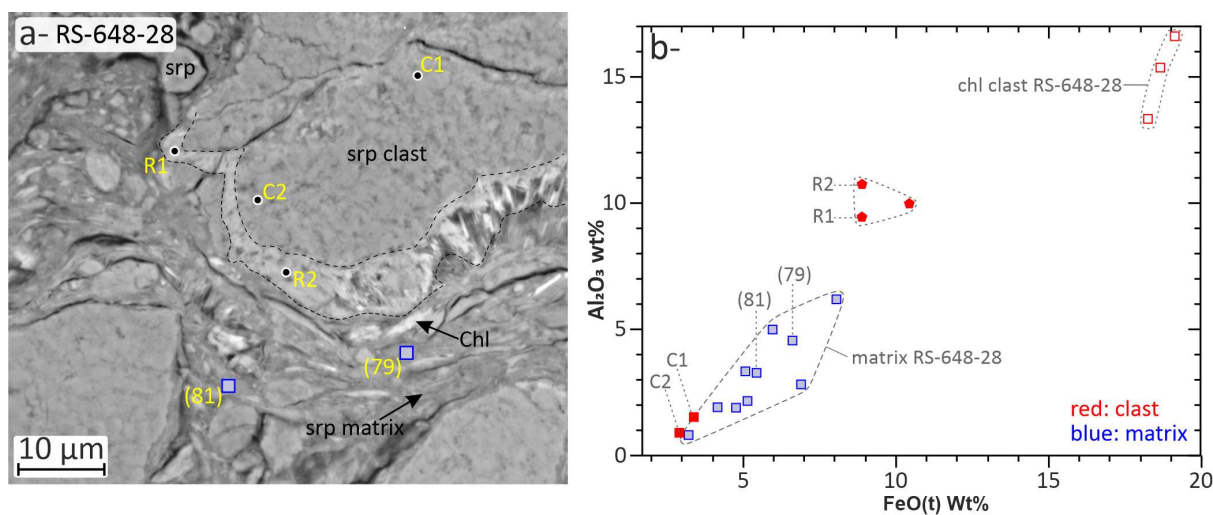 a- RS-648-28
srp
C1
R1
srp clast
C2
R2
Chl
(79)
(81)
srp matrix
10 µm
b-
15
10
5
0
Al₂O₃ wt%
chl clast RS-648-28
R2
R1
(79)
(81)
C1
C2
matrix RS-648-28
red: clast
blue: matrix
5 10 15 20
FeO(t) Wt%